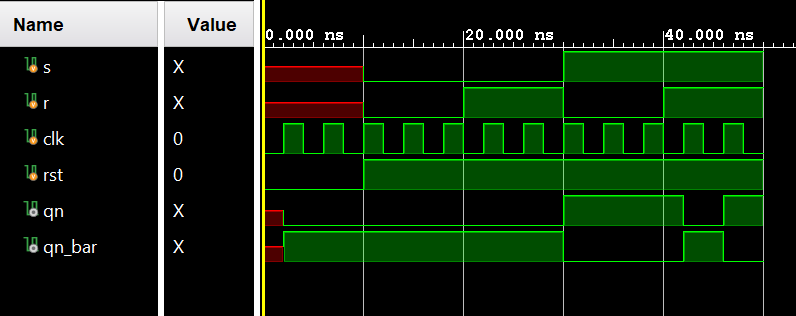 Name Value 0.000 ns 20.000 ns 40.000 ns
s X
r X
clk 0
rst 0
qn X
qn_bar X